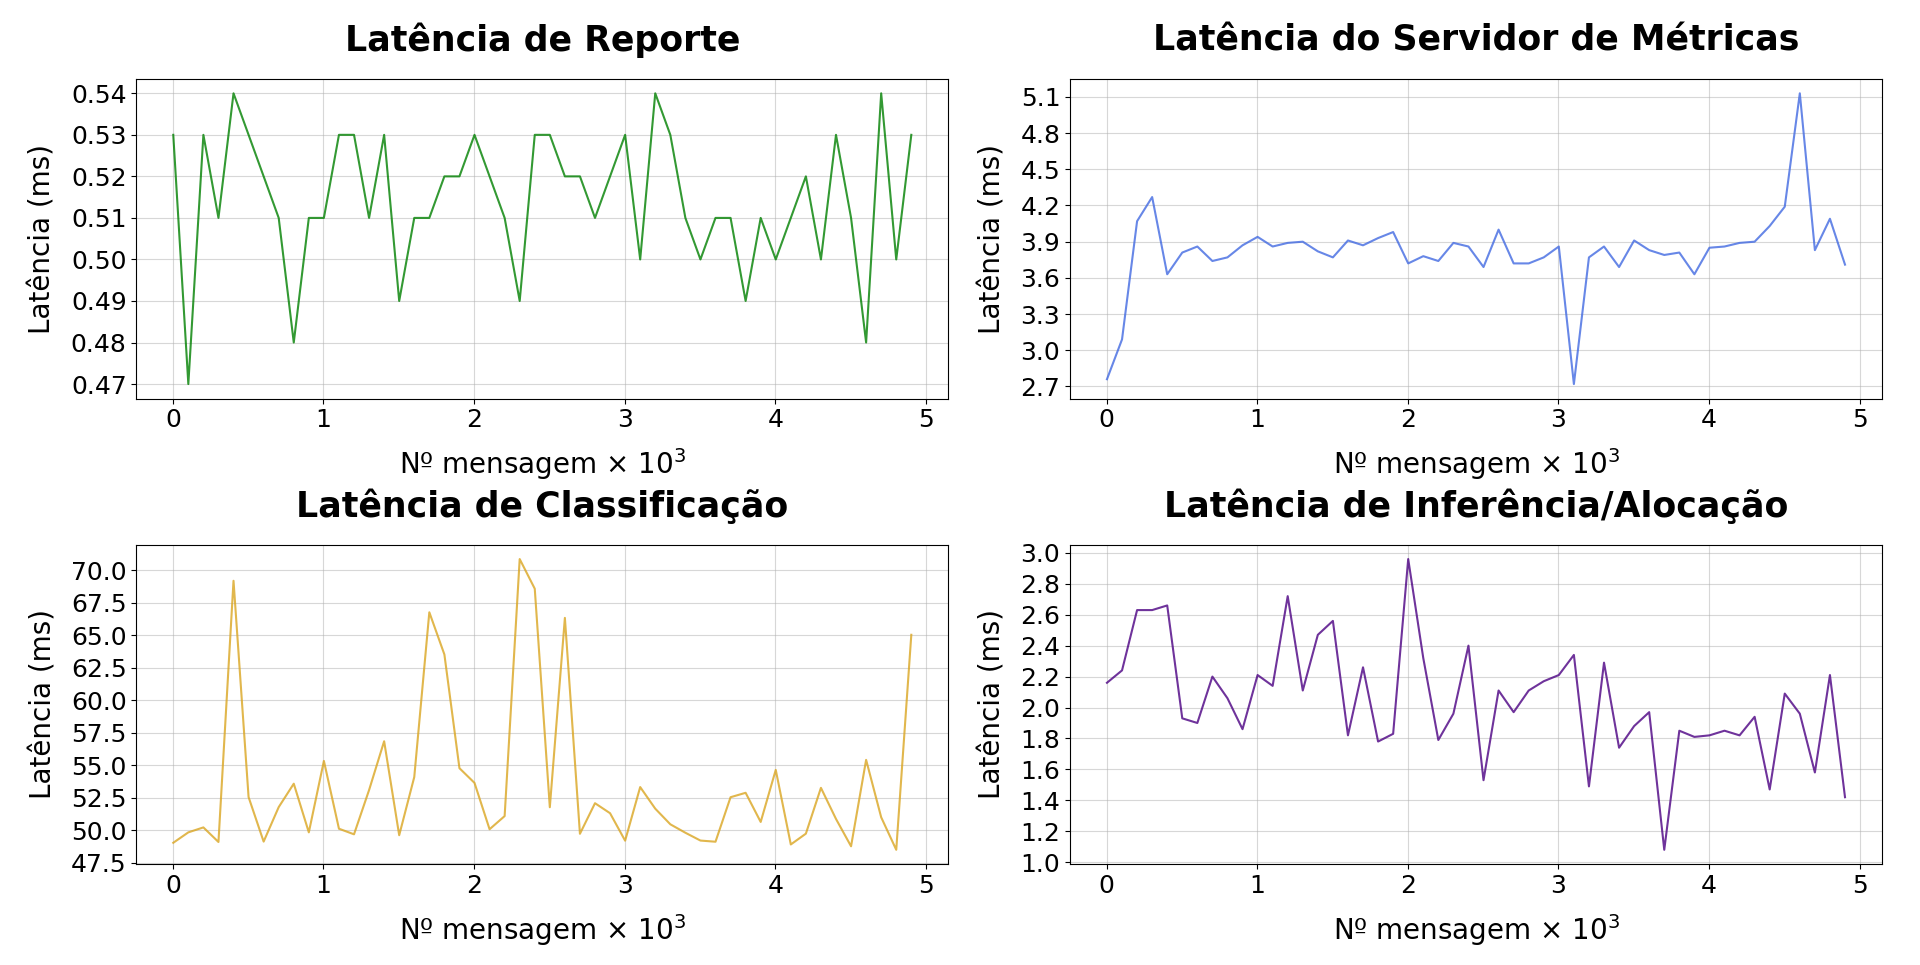 Latência de Reporte
Latência (ms)
0.54
0.53
0.52
0.51
0.50
0.49
0.48
0.47
0 1 2 3 4 5
Nº mensagem × 10³
Latência do Servidor de Métricas
Latência (ms)
5.1
4.8
4.5
4.2
3.9
3.6
3.3
3.0
2.7
0 1 2 3 4 5
Nº mensagem × 10³
Latência de Classificação
Latência (ms)
70.0
67.5
65.0
62.5
60.0
57.5
55.0
52.5
50.0
47.5
0 1 2 3 4 5
Nº mensagem × 10³
Latência de Inferência/Alocação
Latência (ms)
3.0
2.8
2.6
2.4
2.2
2.0
1.8
1.6
1.4
1.2
1.0
0 1 2 3 4 5
Nº mensagem × 10³